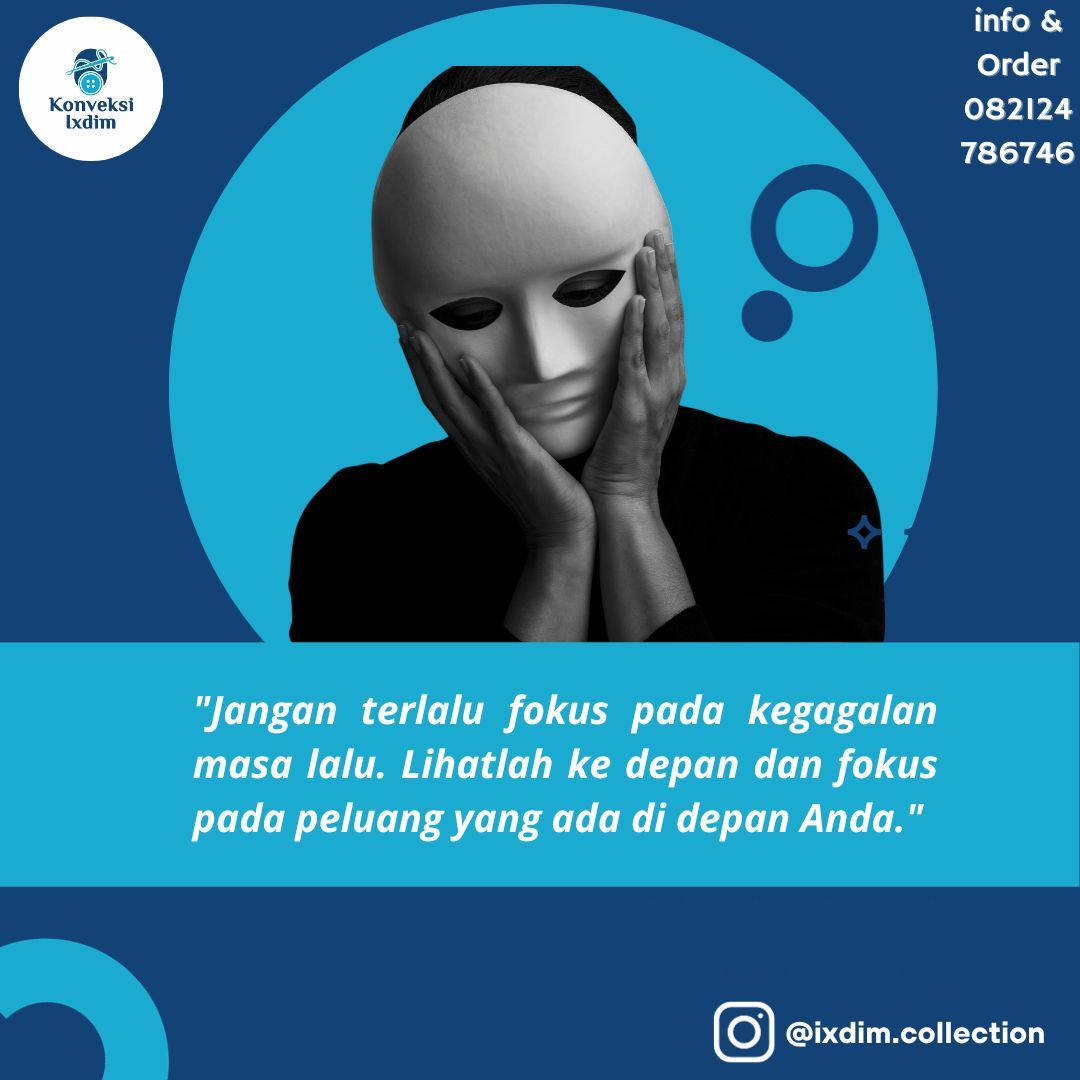 Konveksi
Ixdim
info &
Order
082124
786746
"Jangan terlalu fokus pada kegagalan
masa lalu. Lihatlah ke depan dan fokus
pada peluang yang ada di depan Anda."
@ixdim.collection